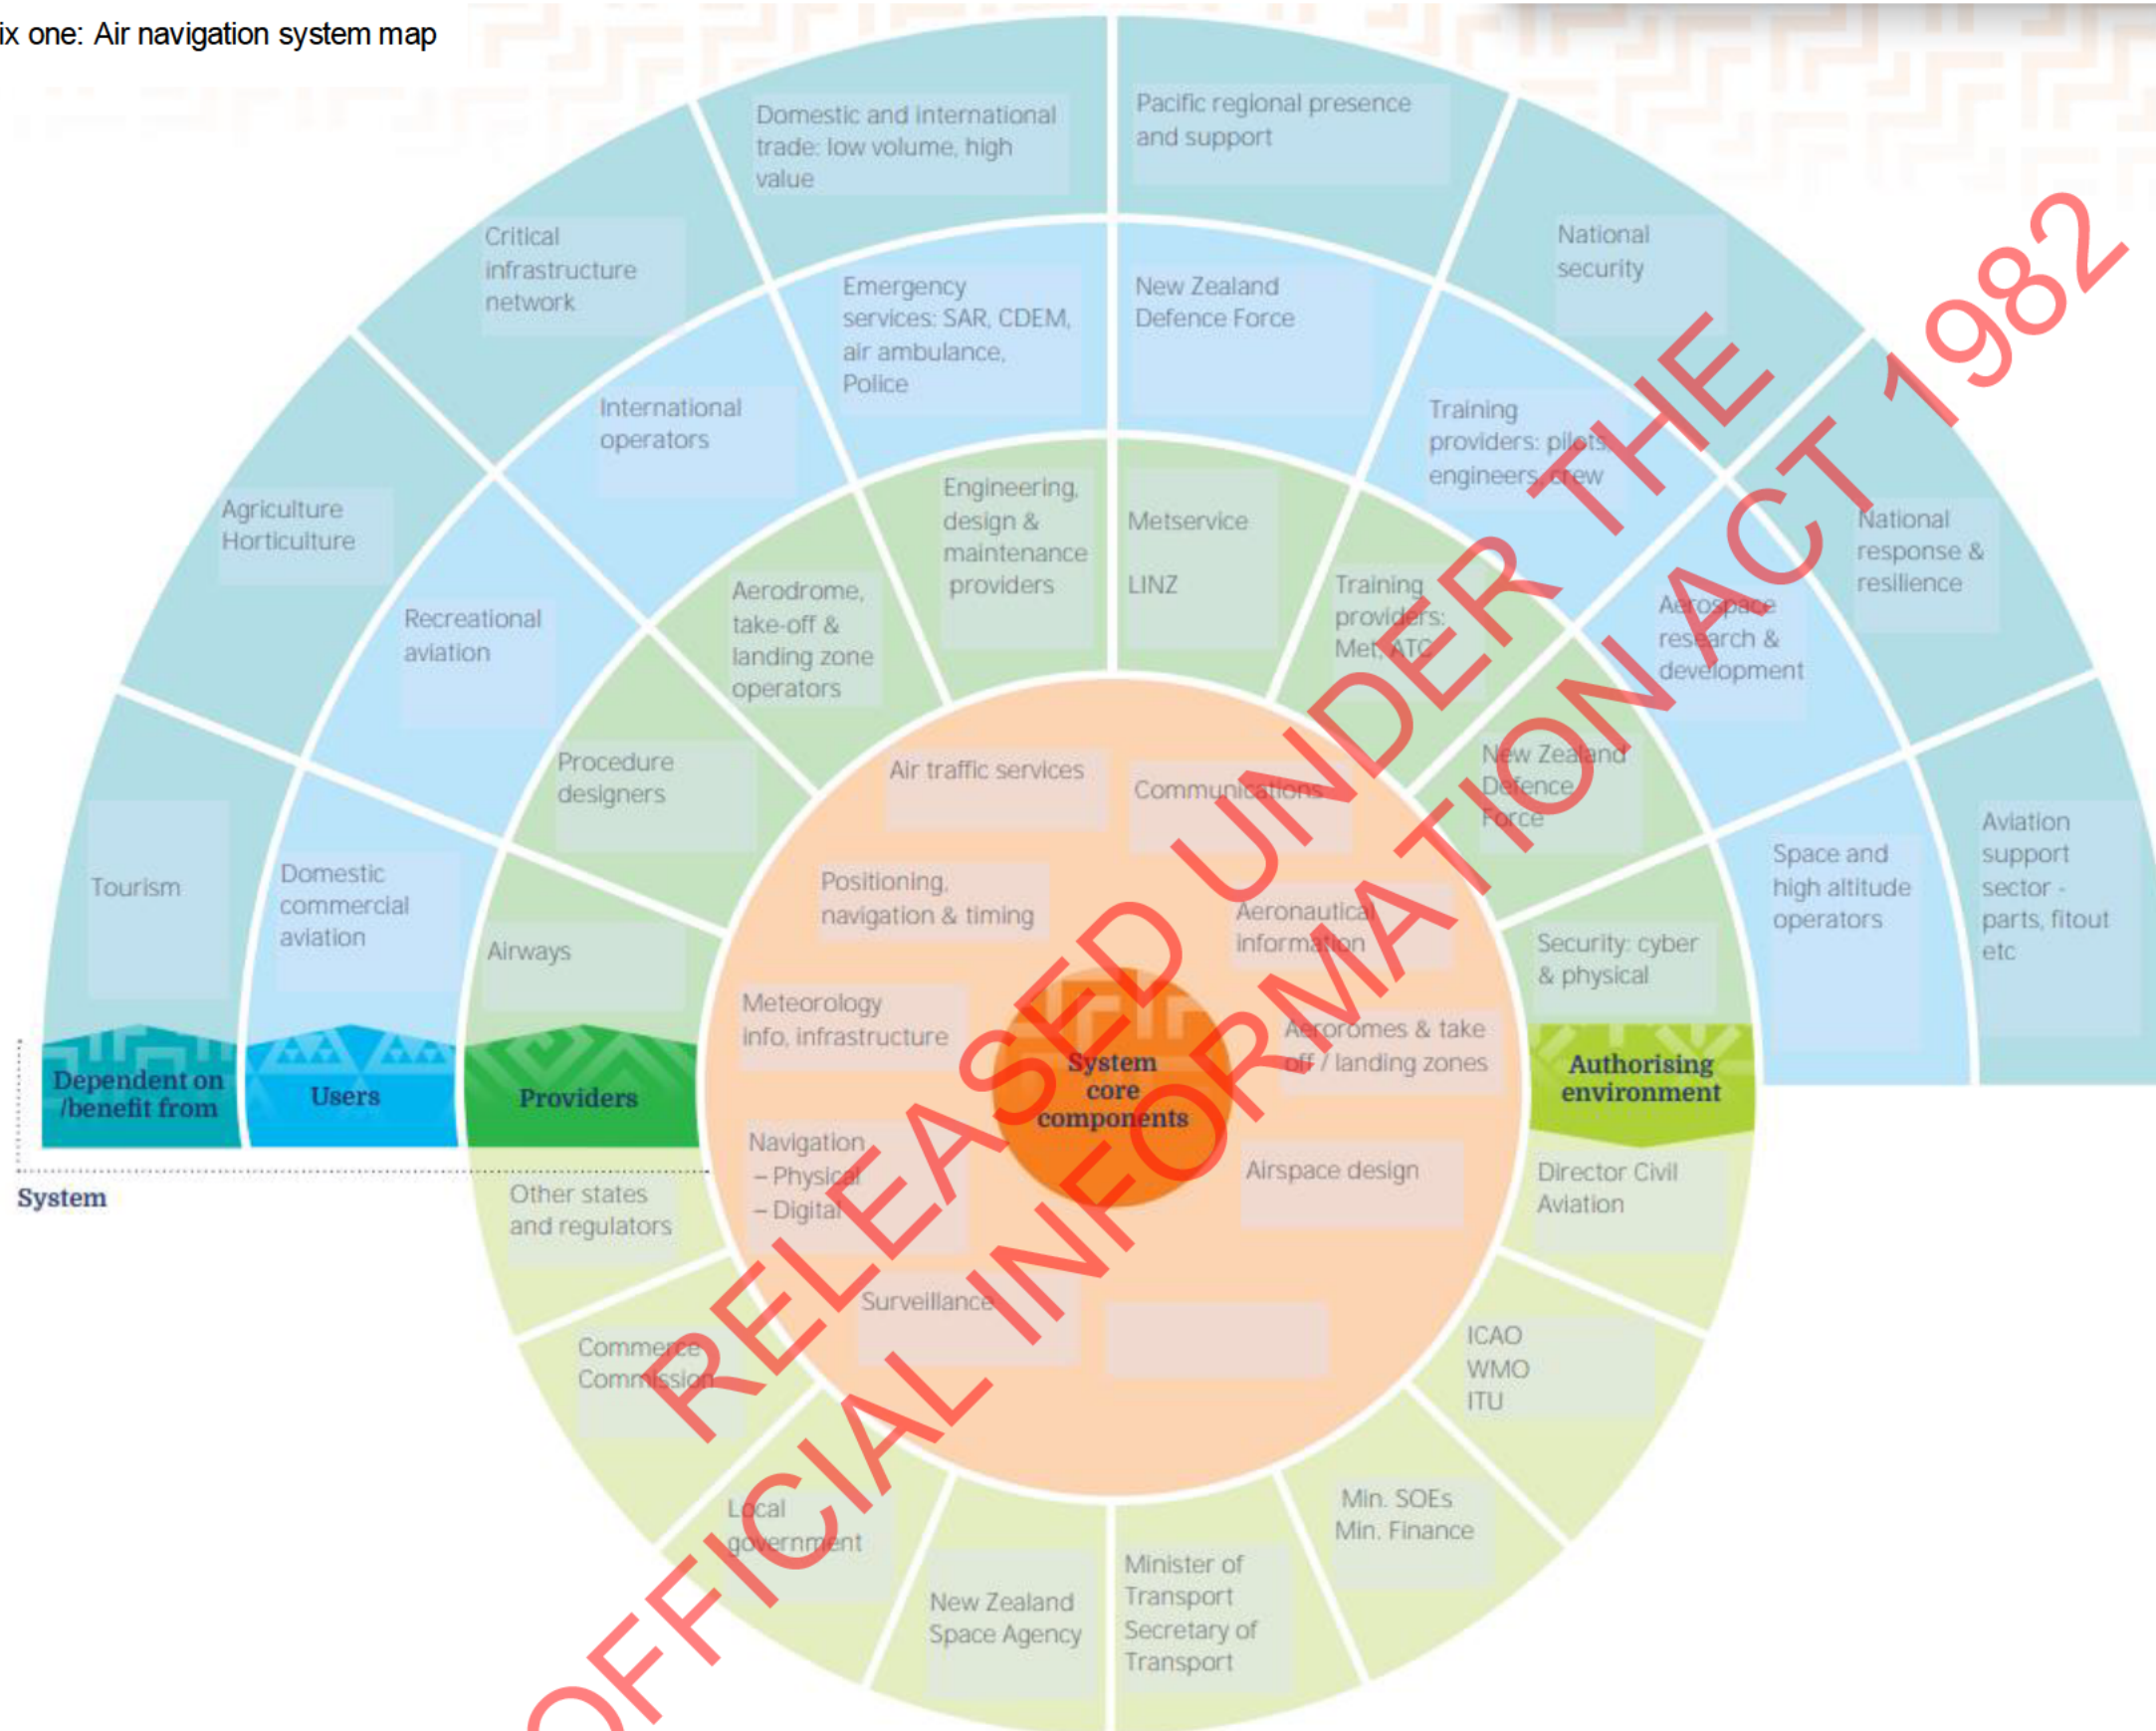 ix one: Air navigation system map
Domestic and international
trade: low volume, high
value
Pacific regional presence
and support
Critical
infrastructure
network
National
security
Agriculture
Horticulture
National
response &
resilience
Tourism
Aviation
support
sector -
parts, fitout
etc
Emergency
services: SAR, CDEM,
air ambulance,
Police
New Zealand
Defence Force
International
operators
Training
providers: pilots,
engineers, crew
Recreational
aviation
Aerospace
research &
development
Domestic
commercial
aviation
Space and
high altitude
operators
Engineering,
design &
maintenance
providers
Metservice
LINZ
Aerodrome,
take-off &
landing zone
operators
Training
providers:
Met, ATC
Procedure
designers
New Zealand
Defence
Force
Airways
Security: cyber
& physical
Air traffic services
Communications
Positioning,
navigation & timing
Aeronautical
information
Meteorology
Info, infrastructure
Aeroromes & take
off / landing zones
System
core
components
Navigation
– Physical
– Digital
Airspace design
Surveillance
Dependent on
/benefit from
Users
Providers
Authorising
environment
System
Other states
and regulators
Director Civil
Aviation
Commerce
Commission
ICAO
WMO
ITU
Local
government
Min. SOEs
Min. Finance
New Zealand
Space Agency
Minister of
Transport
Secretary of
Transport
RELEASED UNDER THE
OFFICIAL INFORMATION ACT 1982